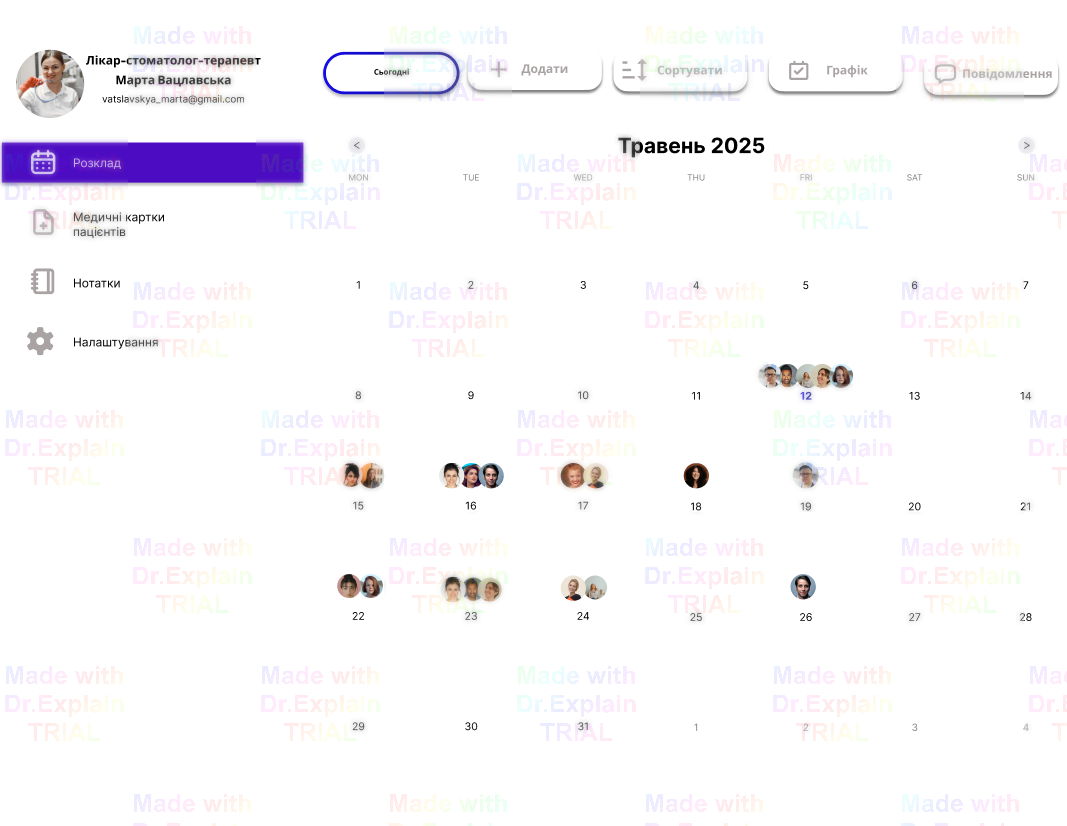 Лікар-стоматолог-терапевт
Марта Вацлавська
vatslavskya_marta@gmail.com
Сьогодні
Додати
Сортувати
Графік
Повідомлення
Розклад
Медичні картки
пацієнтів
Нотатки
Налаштування
< Травень 2025 >
MON TUE WED THU FRI SAT SUN
1 2 3 4 5 6 7
8 9 10 11 12 13 14
15 16 17 18 19 20 21
22 23 24 25 26 27 28
29 30 31 1 2 3 4
Made with
Dr.Explain
TRIAL